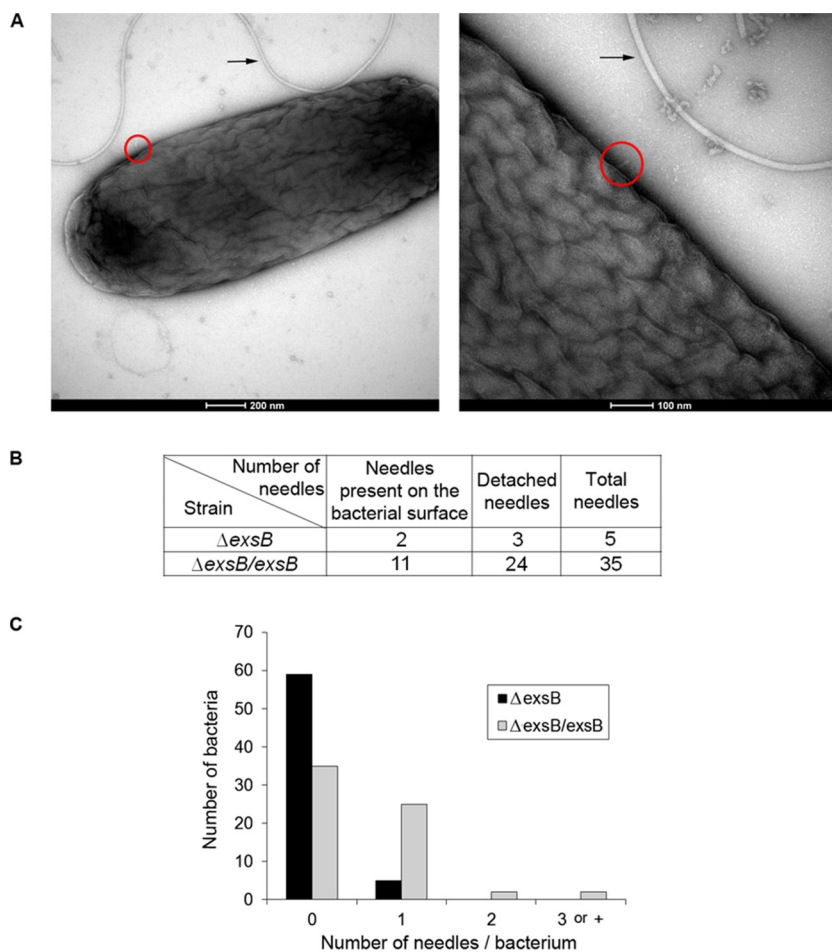 A
200 nm
100 nm
B
Number of needles
Strain
Needles present on the bacterial surface
Detached needles
Total needles
ΔexsB
2
3
5
ΔexsB/exsB
11
24
35
C
70
60
50
40
30
20
10
0
Number of bacteria
ΔexsB
ΔexsB/exsB
0
1
2
3 or +
Number of needles / bacterium